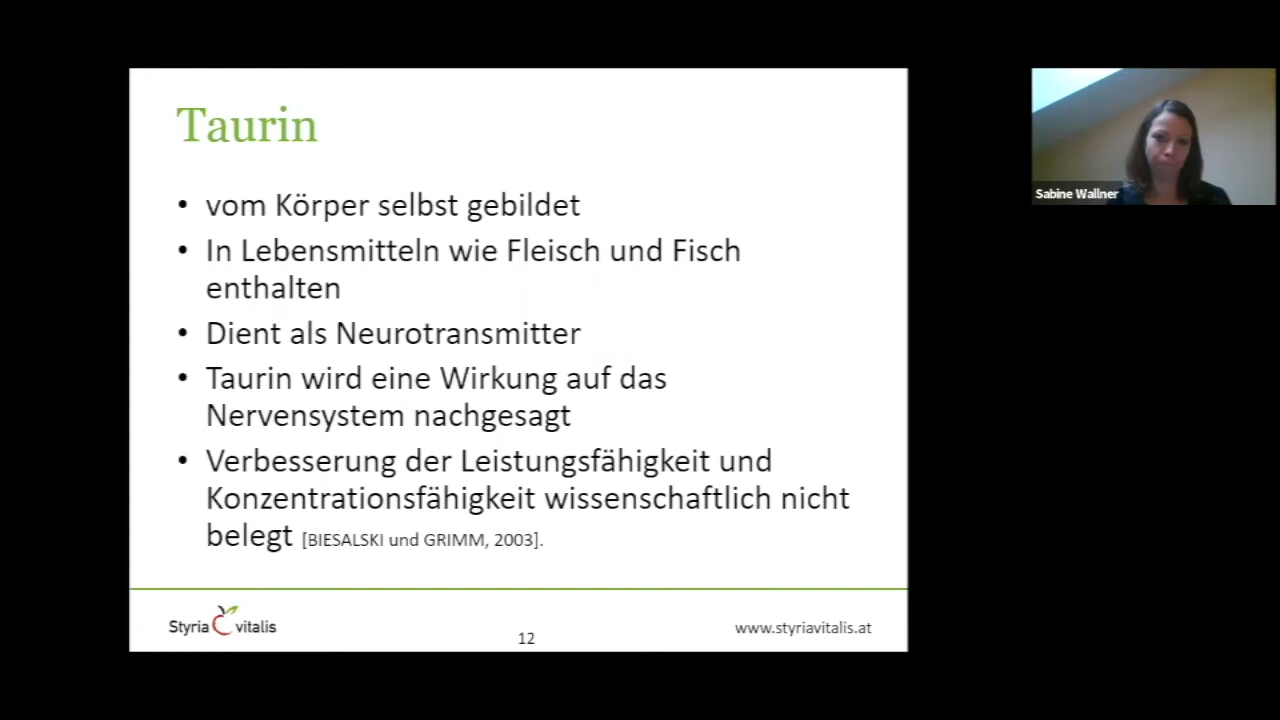 Taurin
• vom Körper selbst gebildet
• In Lebensmitteln wie Fleisch und Fisch
enthalten
• Dient als Neurotransmitter
• Taurin wird eine Wirkung auf das
Nervensystem nachgesagt
• Verbesserung der Leistungsfähigkeit und
Konzentrationsfähigkeit wissenschaftlich nicht
belegt [BIESALSKI und GRIMM, 2003].
Styria vitalis
12
www.styriavitalis.at
Sabine Wallner